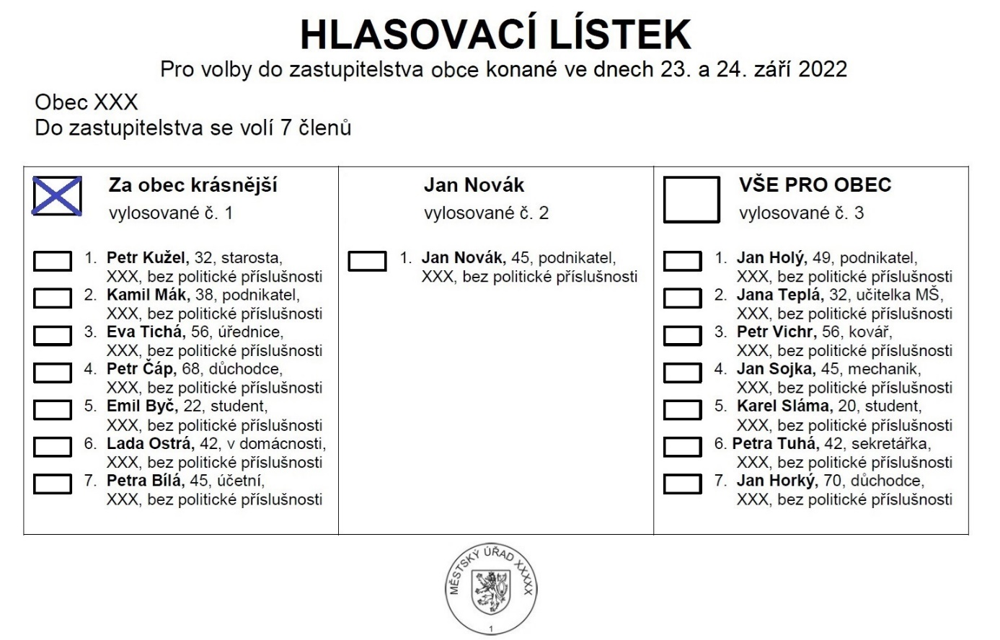 HLASOVACÍ LÍSTEK
Pro volby do zastupitelstva obce konané ve dnech 23. a 24. září 2022
Obec XXX
Do zastupitelstva se volí 7 členů
Za obec krásnější
vylosované č. 1
1. Petr Kužel, 32, starosta,
XXX, bez politické příslušnosti
2. Kamil Mák, 38, podnikatel,
XXX, bez politické příslušnosti
3. Eva Tichá, 56, úřednice,
XXX, bez politické příslušnosti
4. Petr Čáp, 68, důchodce,
XXX, bez politické příslušnosti
5. Emil Byč, 22, student,
XXX, bez politické příslušnosti
6. Lada Ostrá, 42, v domácnosti,
XXX, bez politické příslušnosti
7. Petra Bílá, 45, účetní,
XXX, bez politické příslušnosti
Jan Novák
vylosované č. 2
1. Jan Novák, 45, podnikatel,
XXX, bez politické příslušnosti
VŠE PRO OBEC
vylosované č. 3
1. Jan Holý, 49, podnikatel,
XXX, bez politické příslušnosti
2. Jana Teplá, 32, učitelka MŠ,
XXX, bez politické příslušnosti
3. Petr Vichr, 56, kovář,
XXX, bez politické příslušnosti
4. Jan Sojka, 45, mechanik,
XXX, bez politické příslušnosti
5. Karel Sláma, 20, student,
XXX, bez politické příslušnosti
6. Petra Tuhá, 42, sekretářka,
XXX, bez politické příslušnosti
7. Jan Horký, 70, důchodce,
XXX, bez politické příslušnosti
MĚSTSKÝ ÚŘAD XXXXX
1